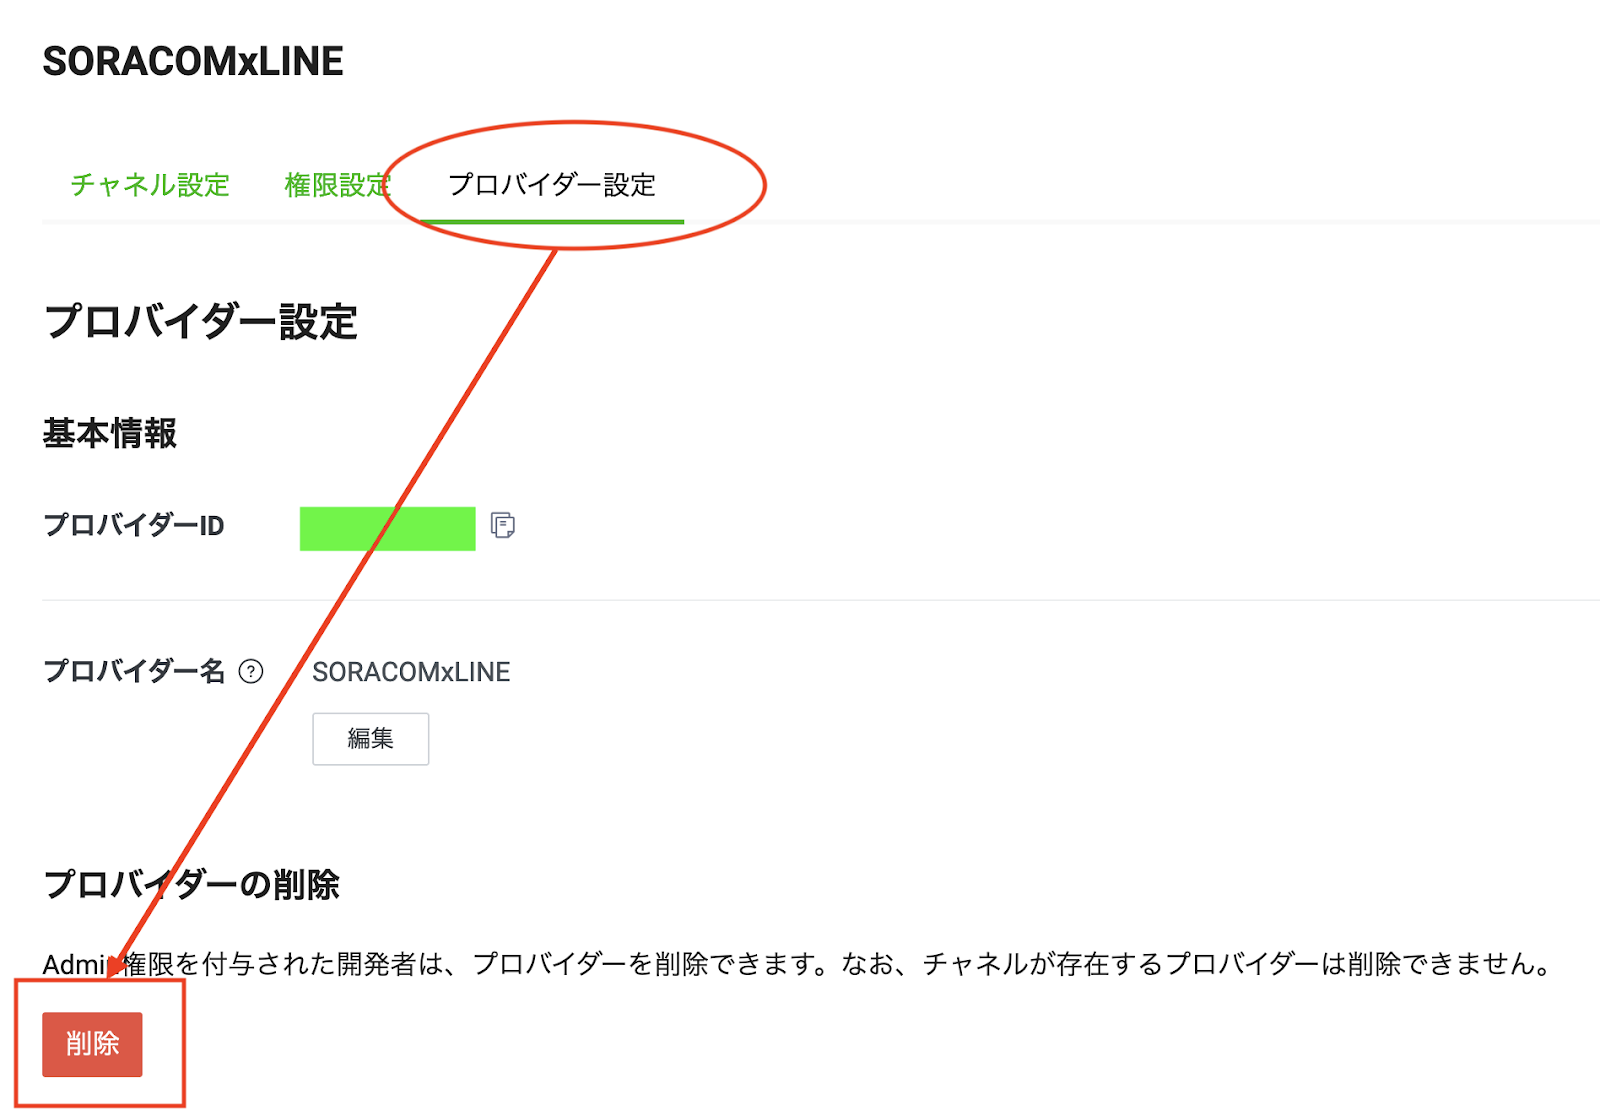 SORACOMxLINE
チャネル設定 権限設定 プロバイダー設定
プロバイダー設定
基本情報
プロバイダーID
プロバイダー名 ? SORACOMxLINE
編集
プロバイダーの削除
Admin権限を付与された開発者は、プロバイダーを削除できます。なお、チャネルが存在するプロバイダーは削除できません。
削除